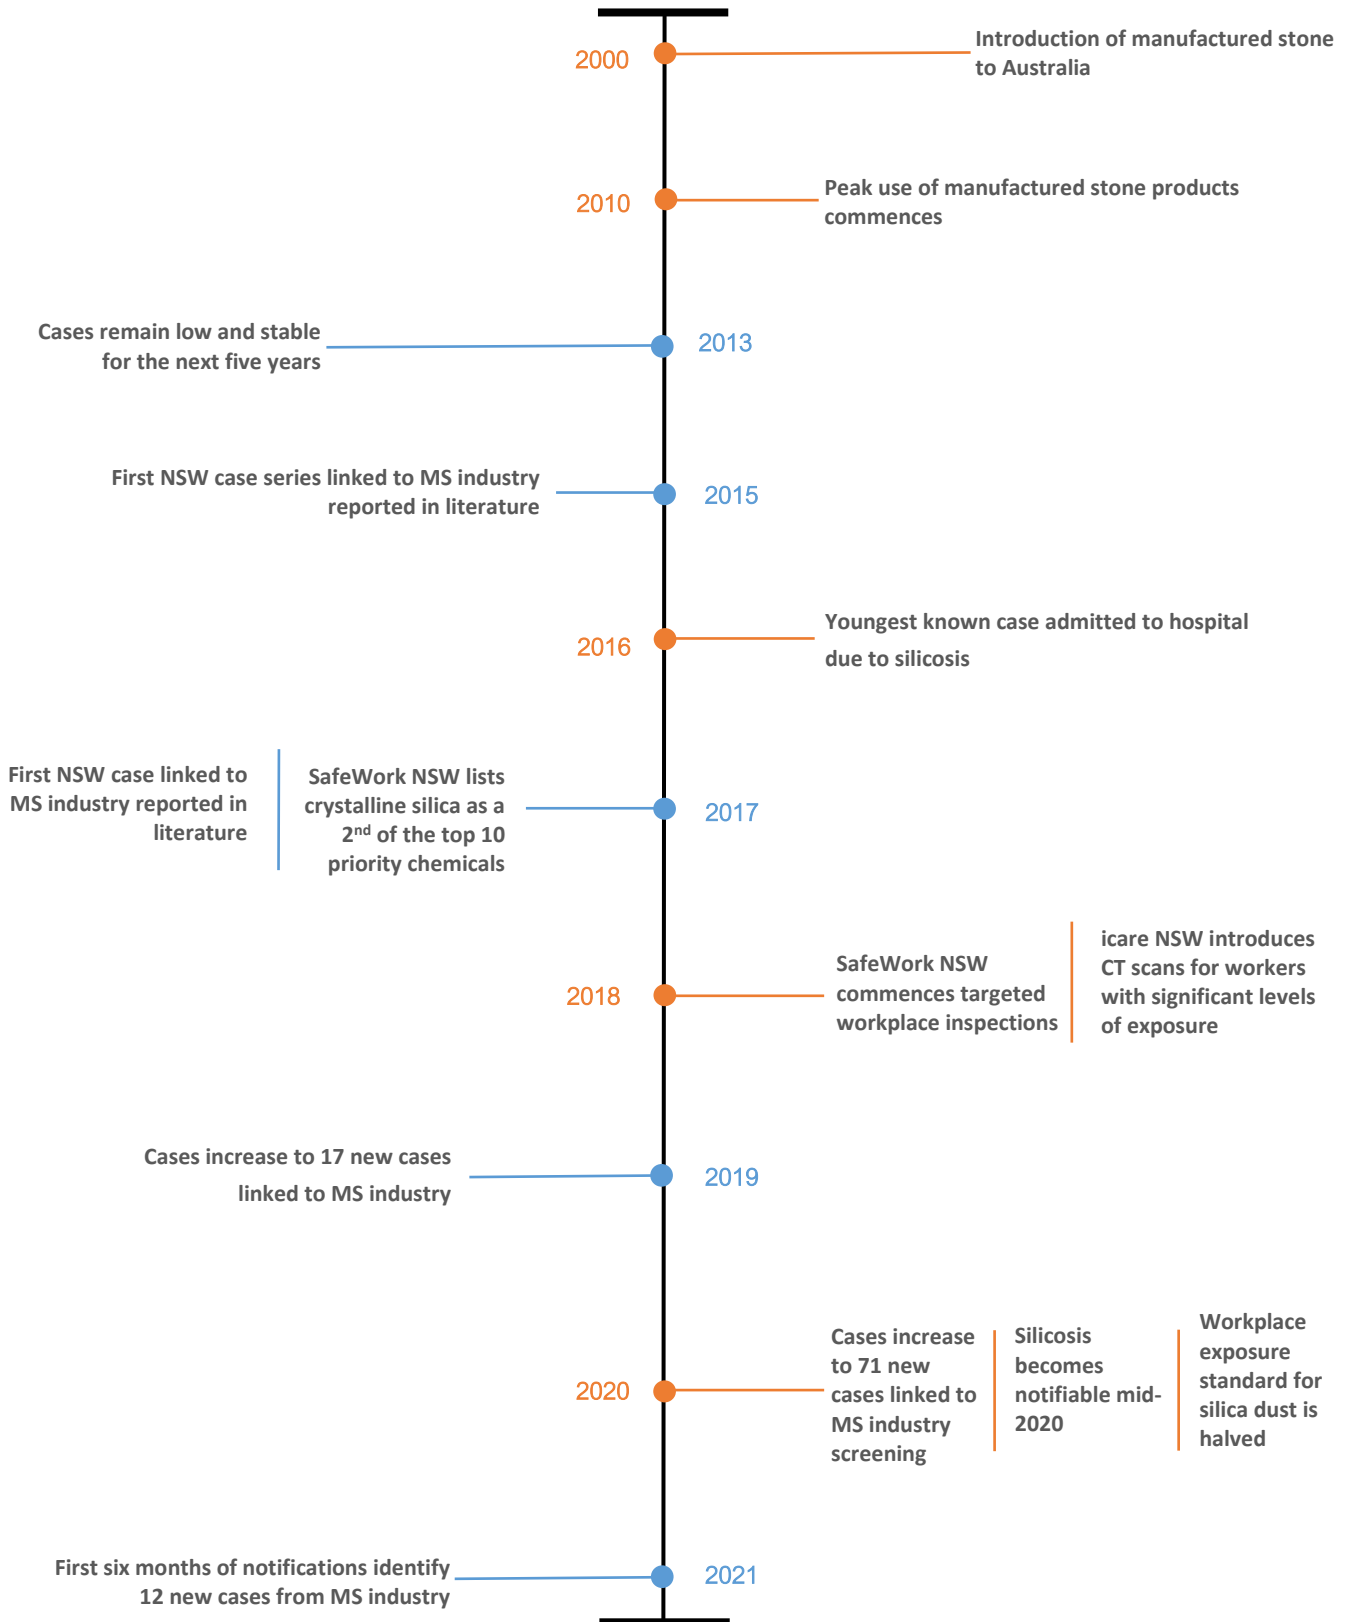 2000
Introduction of manufactured stone
to Australia
2010
Peak use of manufactured stone products
commences
Cases remain low and stable
for the next five years
2013
First NSW case series linked to MS industry
reported in literature
2015
2016
Youngest known case admitted to hospital
due to silicosis
First NSW case linked to
MS industry reported in
literature
SafeWork NSW lists
crystalline silica as a
2nd of the top 10
priority chemicals
2017
2018
SafeWork NSW
commences targeted
workplace inspections
icare NSW introduces
CT scans for workers
with significant levels
of exposure
Cases increase to 17 new cases
linked to MS industry
2019
2020
Cases increase
to 71 new
cases linked to
MS industry
screening
Silicosis
becomes
notifiable mid-
2020
Workplace
exposure
standard for
silica dust is
halved
First six months of notifications identify
12 new cases from MS industry
2021